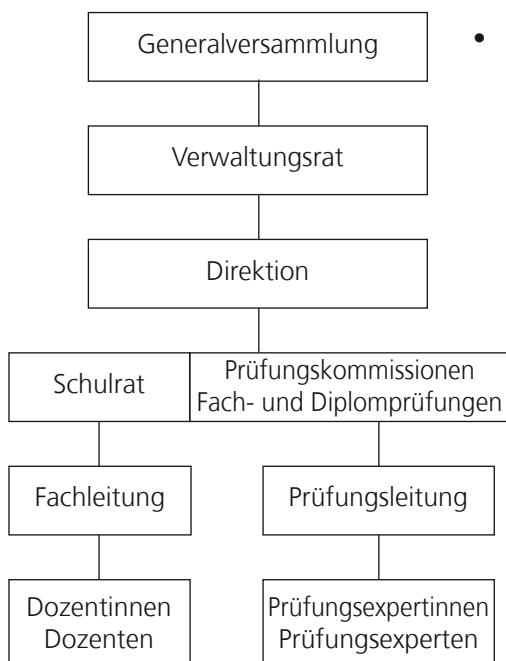 Generalversammlung
•
Verwaltungsrat
Direktion
Schulrat
Prüfungskommissionen
Fach- und Diplomprüfungen
Fachleitung
Prüfungsleitung
Dozentinnen
Dozenten
Prüfungsexpertinnen
Prüfungsexperten